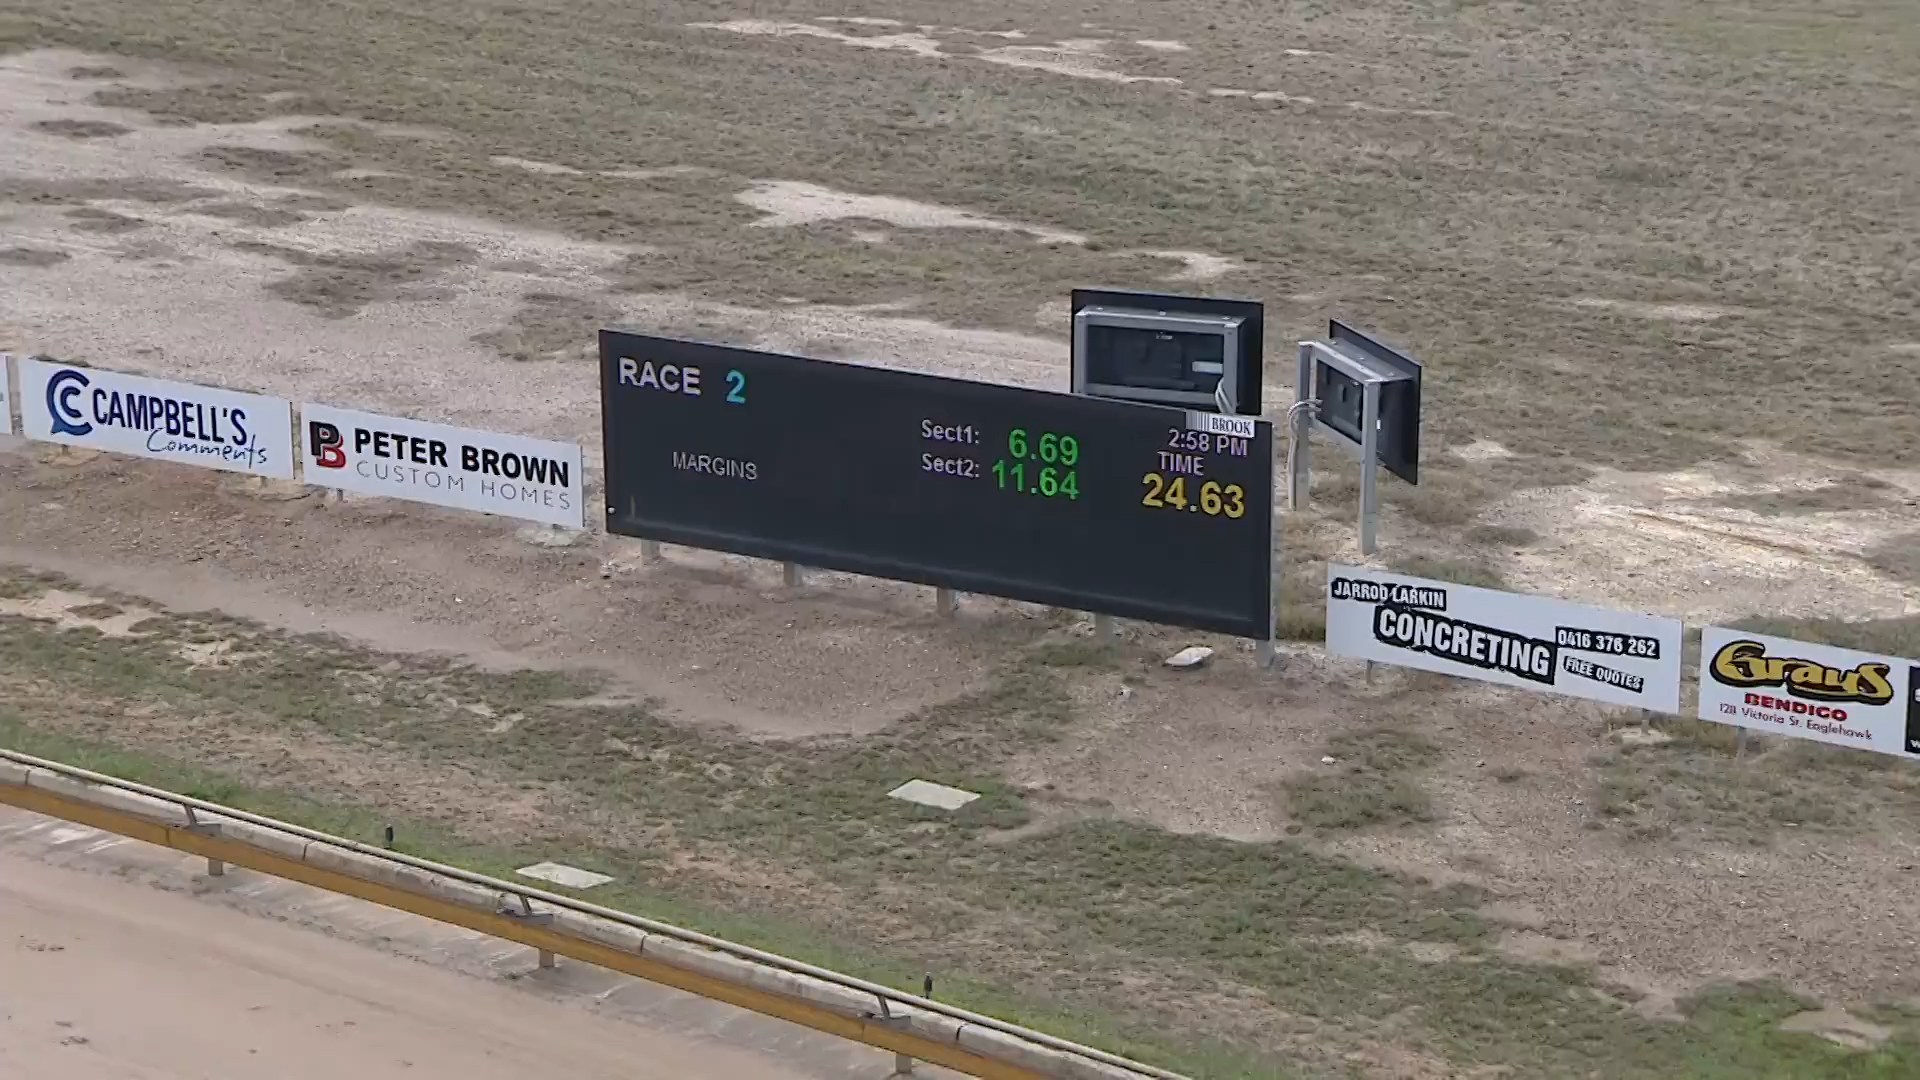 CAMPBELL'S
Comments
PB PETER BROWN
CUSTOM HOMES
RACE 2
MARGINS
Sect1: 6.69
Sect2: 11.64
BROOK
2:58 PM
TIME
24.63
JARROD LARKIN
CONCRETING
0416 376 262
FREE QUOTES
Graus
BENDIGO
128 Victoria St. Eaglehawk